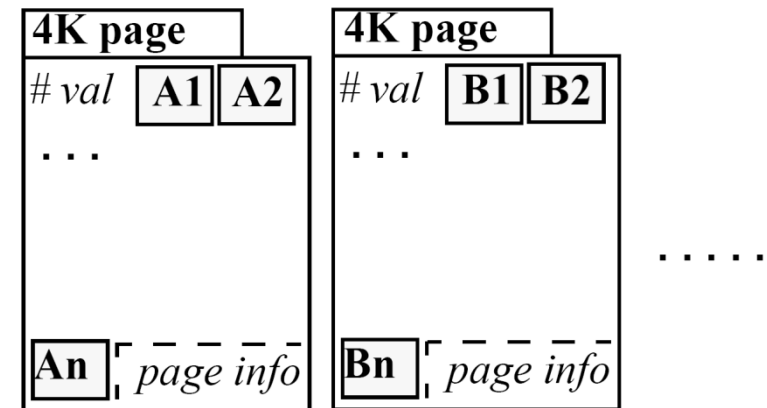 4K page
# val A1 A2
...
An page info
4K page
# val B1 B2
...
Bn page info
.....